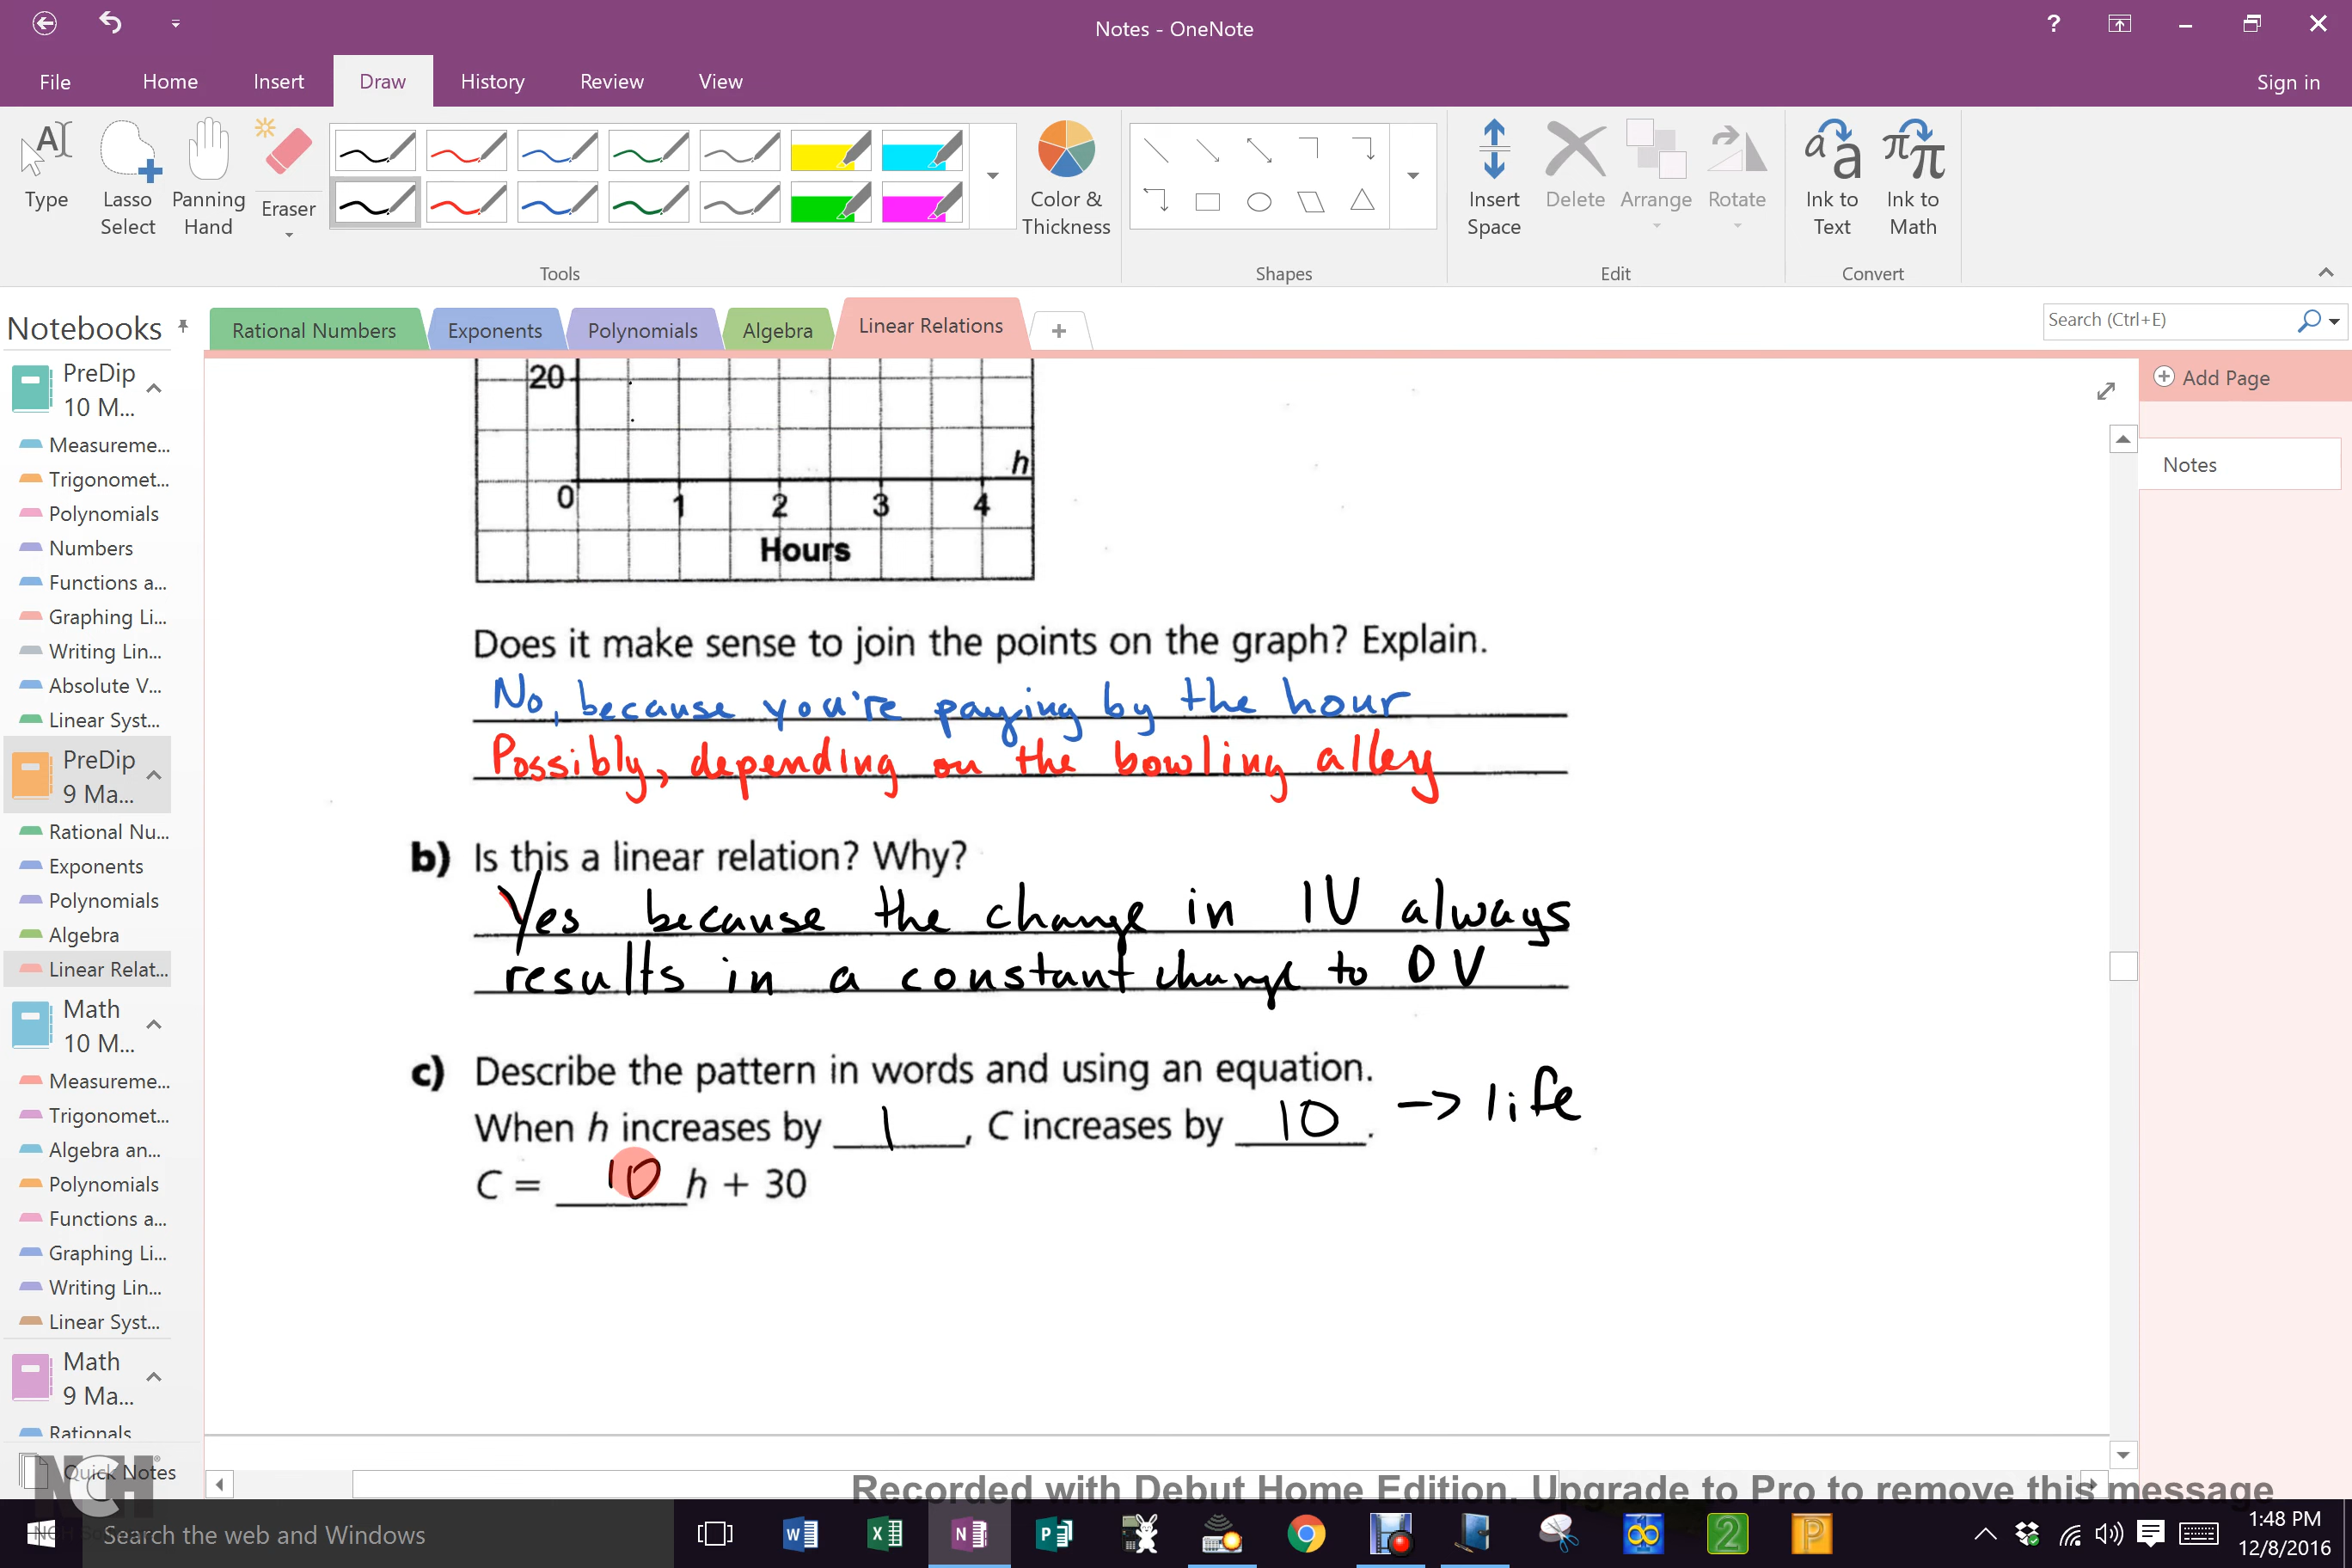 Notes - OneNote
?
File Home Insert Draw History Review View Sign in
Type
Lasso Select
Panning Hand
Eraser
Color & Thickness
Insert Space
Delete
Arrange
Rotate
Ink to Text
Ink to Math
Tools Shapes Edit Convert
Notebooks
Rational Numbers Exponents Polynomials Algebra Linear Relations +
Search (Ctrl+E)
Add Page
Notes
PreDip
10 M...
Measureme...
Trigonomet...
Polynomials
Numbers
Functions a...
Graphing Li...
Writing Lin...
Absolute V...
Linear Syst...
PreDip
9 Ma...
Rational Nu...
Exponents
Polynomials
Algebra
Linear Relat...
Math
10 M...
Measureme...
Trigonomet...
Algebra an...
Polynomials
Functions a...
Graphing Li...
Writing Lin...
Linear Syst...
Math
9 Ma...
Rationals
Quick Notes
20
h
0 1 2 3 4
Hours
Does it make sense to join the points on the graph? Explain.
No, because you're paying by the hour
Possibly, depending on the bowling alley
b) Is this a linear relation? Why?
Yes because the change in IV always
results in a constant change to DV
c) Describe the pattern in words and using an equation.
When h increases by 1, C increases by 10. -> life
C = 10 h + 30
NCH
Recorded with Debut Home Edition. Upgrade to Pro to remove this message
Search the web and Windows
1:48 PM
12/8/2016